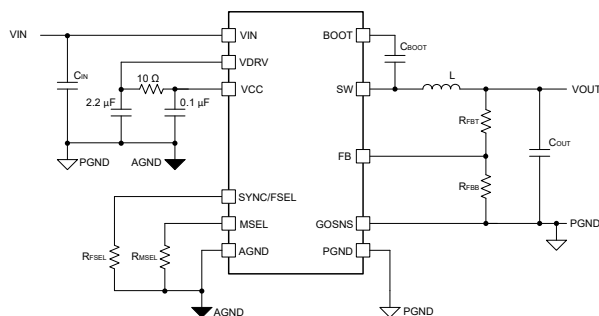 VIN
VIN
BOOT
CBOOT
VDRV
CIN
10 Ω
VCC
SW
L
VOUT
2.2 µF
0.1 µF
RFBT
COUT
FB
PGND
AGND
RFBB
SYNC/FSEL
MSEL
GOSNS
PGND
RFSEL
RMSEL
AGND
PGND
AGND
PGND